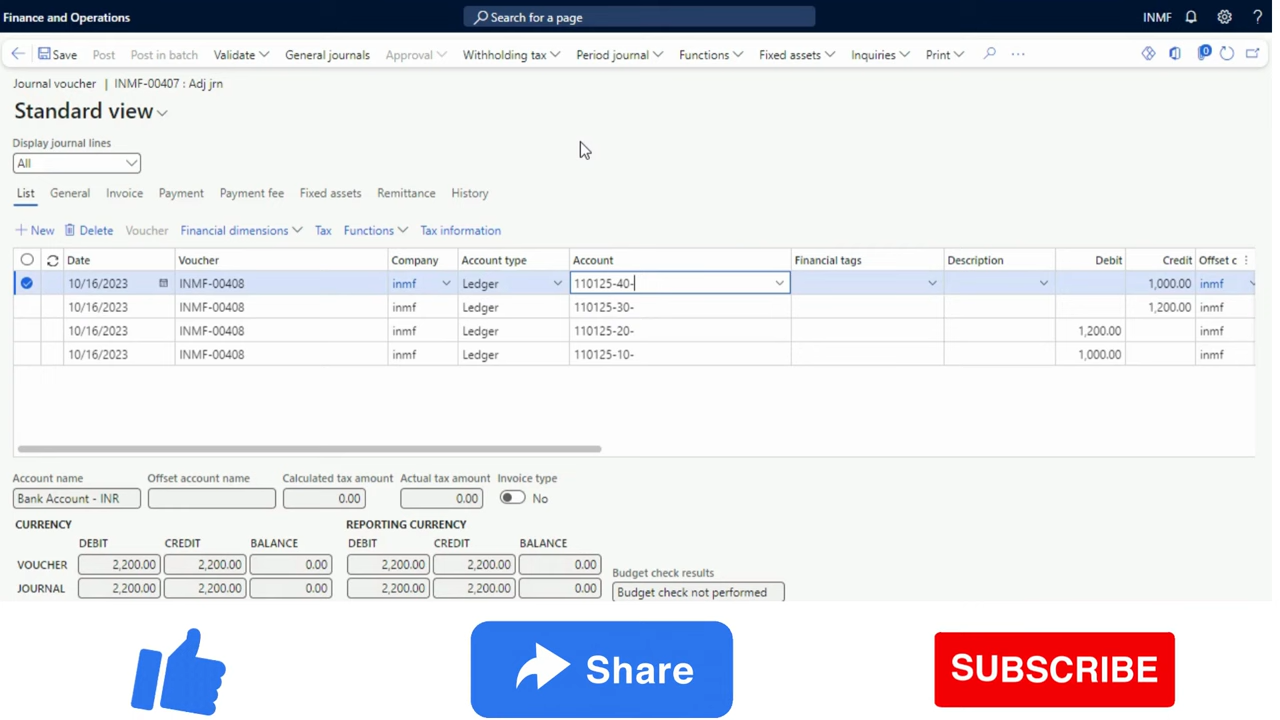 Finance and Operations Search for a page INMF ?
Save Post Post in batch Validate General journals Approval Withholding tax Period journal Functions Fixed assets Inquiries Print ··· 0
Journal voucher | INMF-00407 : Adj jrn
Standard view
Display journal lines
All
List General Invoice Payment Payment fee Fixed assets Remittance History
+ New Delete Voucher Financial dimensions Tax Functions Tax information
Date Voucher Company Account type Account Financial tags Description Debit Credit Offset c
10/16/2023 INMF-00408 inmf Ledger 110125-40- 1,000.00 inmf
10/16/2023 INMF-00408 inmf Ledger 110125-30- 1,200.00 inmf
10/16/2023 INMF-00408 inmf Ledger 110125-20- 1,200.00 inmf
10/16/2023 INMF-00408 inmf Ledger 110125-10- 1,000.00 inmf
Account name Offset account name Calculated tax amount Actual tax amount Invoice type
Bank Account - INR 0.00 0.00 No
CURRENCY REPORTING CURRENCY
DEBIT CREDIT BALANCE DEBIT CREDIT BALANCE
VOUCHER 2,200.00 2,200.00 0.00 2,200.00 2,200.00 0.00 Budget check results
JOURNAL 2,200.00 2,200.00 0.00 2,200.00 2,200.00 0.00 Budget check not performed
Share SUBSCRIBE